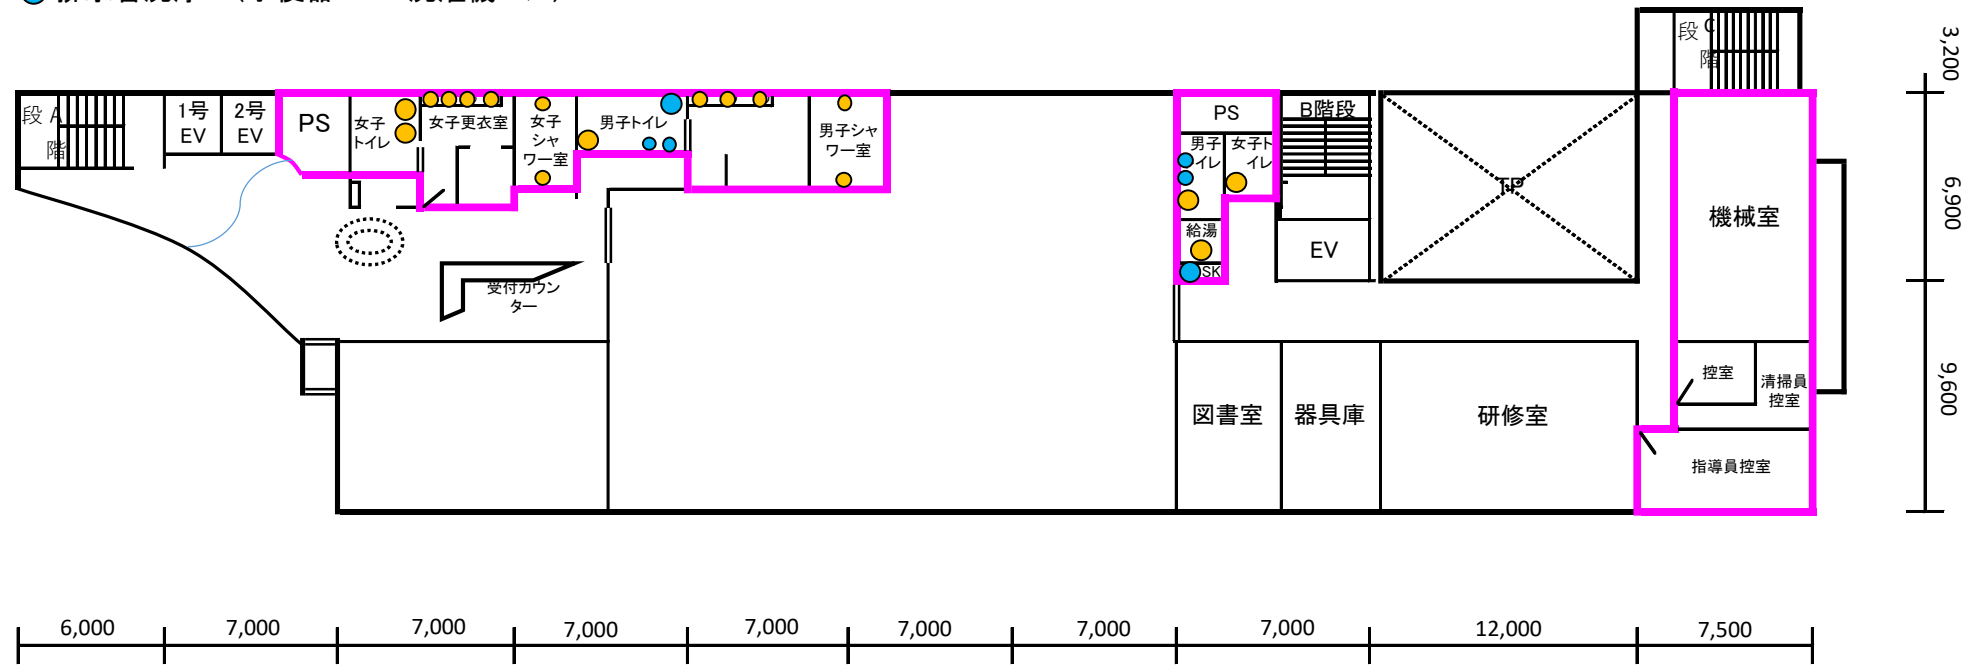 段 A
階
1号
EV
2号
EV
PS
女子
トイレ
女子更衣室
女子
シャ
ワー室
男子トイレ
男子シャ
ワー室
受付カウン
ター
PS
男子
イレ
女子ト
イレ
給湯
SK
B階段
EV
段 C
階
機械室
控室
清掃員
控室
指導員控室
図書室
器具庫
研修室
3,200
6,900
9,600
6,000
7,000
7,000
7,000
7,000
7,000
7,000
7,000
12,000
7,500